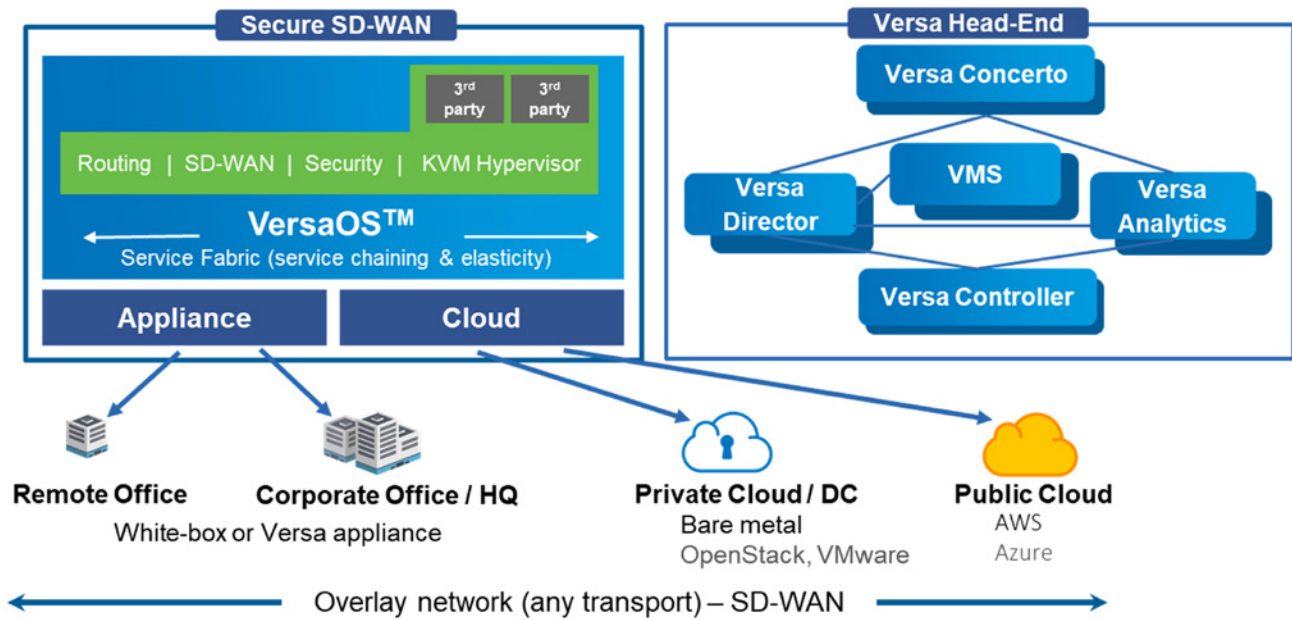 Secure SD-WAN
3rd party
3rd party
Routing | SD-WAN | Security | KVM Hypervisor
VersaOS™
Service Fabric (service chaining & elasticity)
Appliance
Cloud
Versa Head-End
Versa Concerto
VMS
Versa Director
Versa Analytics
Versa Controller
Remote Office
Corporate Office / HQ
White-box or Versa appliance
Private Cloud / DC
Bare metal
OpenStack, VMware
Public Cloud
AWS
Azure
Overlay network (any transport) – SD-WAN